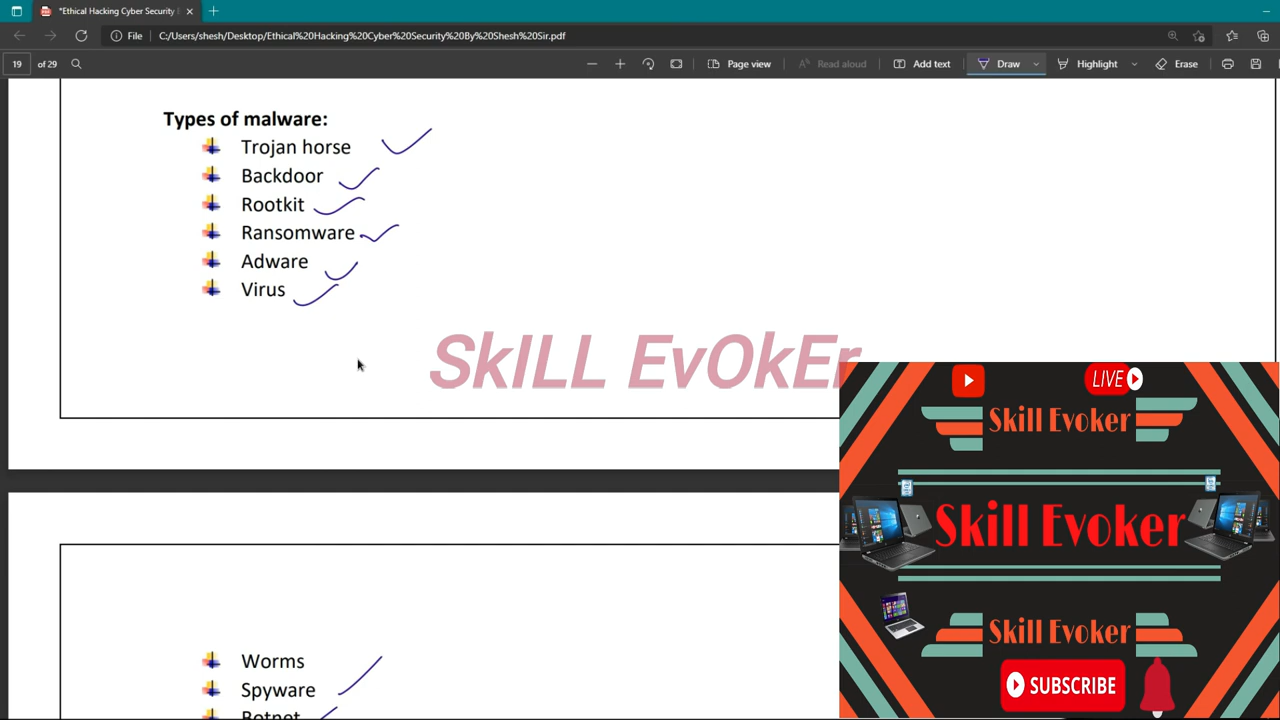 *Ethical Hacking Cyber Security
File
C:/Users/shesh/Desktop/Ethical%20Hacking%20Cyber%20Security%20By%20Shesh%20Sir.pdf
19 of 29
Page view
Read aloud
Add text
Draw
Highlight
Erase
Types of malware:
Trojan horse
Backdoor
Rootkit
Ransomware
Adware
Virus
SkILL EvOkEr
LIVE
Skill Evoker
Skill Evoker
Skill Evoker
SUBSCRIBE
Worms
Spyware
Botnet